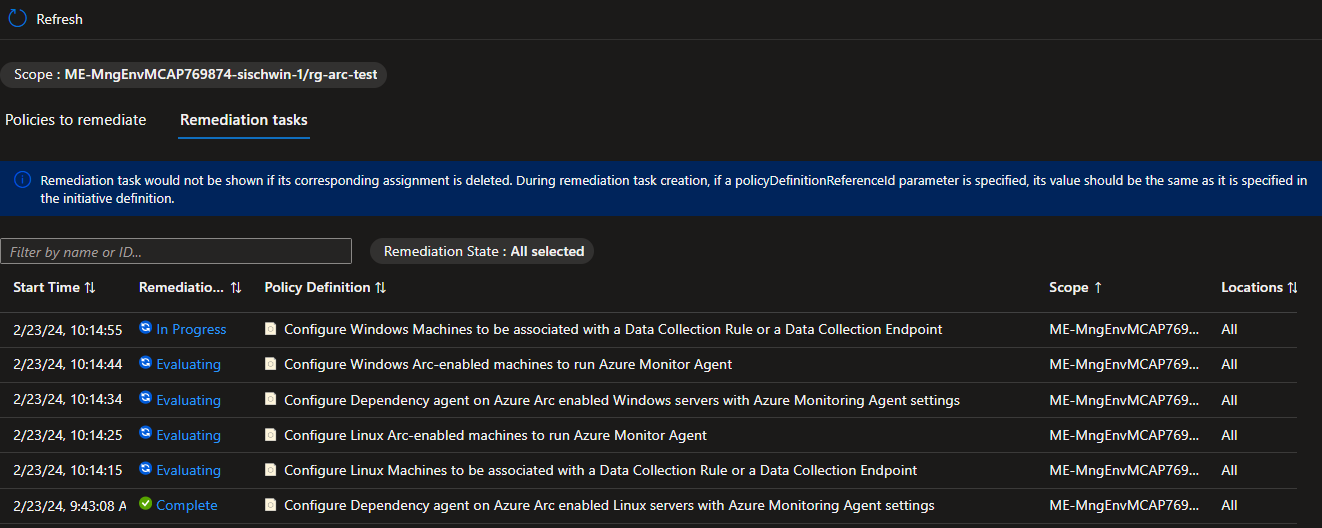 Refresh
Scope : ME-MngEnvMCAP769874-sischwin-1/rg-arc-test
Policies to remediate Remediation tasks
Remediation task would not be shown if its corresponding assignment is deleted. During remediation task creation, if a policyDefinitionReferenceId parameter is specified, its value should be the same as it is specified in
the initiative definition.
Filter by name or ID... Remediation State : All selected
Start Time ↑↓ Remediatio... ↑↓ Policy Definition ↑↓ Scope ↑ Locations ↑↓
2/23/24, 10:14:55 In Progress Configure Windows Machines to be associated with a Data Collection Rule or a Data Collection Endpoint ME-MngEnvMCAP769... All
2/23/24, 10:14:44 Evaluating Configure Windows Arc-enabled machines to run Azure Monitor Agent ME-MngEnvMCAP769... All
2/23/24, 10:14:34 Evaluating Configure Dependency agent on Azure Arc enabled Windows servers with Azure Monitoring Agent settings ME-MngEnvMCAP769... All
2/23/24, 10:14:25 Evaluating Configure Linux Arc-enabled machines to run Azure Monitor Agent ME-MngEnvMCAP769... All
2/23/24, 10:14:15 Evaluating Configure Linux Machines to be associated with a Data Collection Rule or a Data Collection Endpoint ME-MngEnvMCAP769... All
2/23/24, 9:43:08 A Complete Configure Dependency agent on Azure Arc enabled Linux servers with Azure Monitoring Agent settings ME-MngEnvMCAP769... All